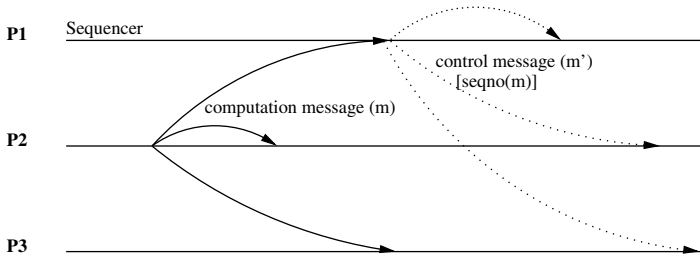 P1
Sequencer
control message (m’)
[seqno(m)]
computation message (m)
P2
P3